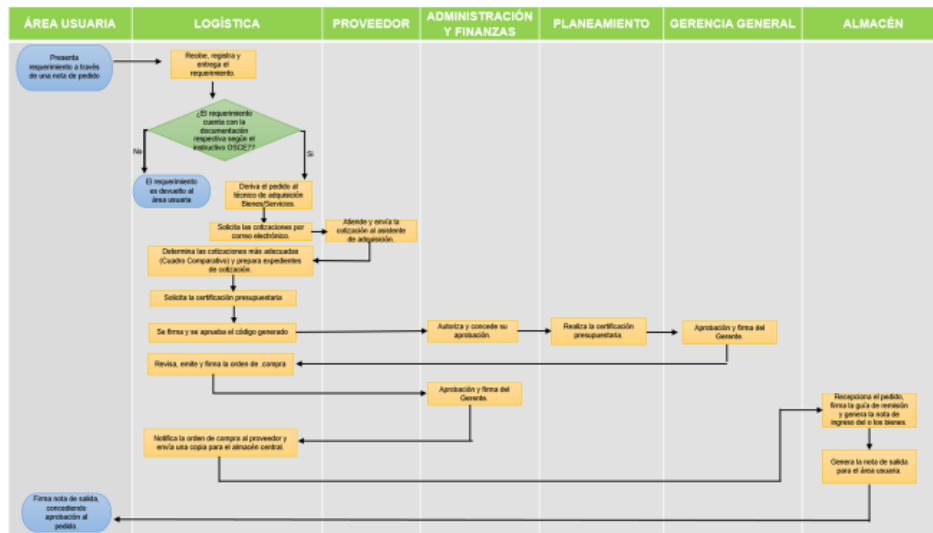 ÁREA USUARIA
LOGÍSTICA
PROVEEDOR
ADMINISTRACIÓN
Y FINANZAS
PLANEAMIENTO
GERENCIA GENERAL
ALMACÉN
Presenta
requerimiento a través
de una nota de pedido
Recibe, registra y
entrega el
requerimiento.
¿El requerimiento
cuenta con la
documentación
respectiva según el
instructivo OSCE??
No
Si
El requerimiento
es devuelto al
área usuaria
Deriva el pedido al
técnico de adquisición
Bienes/Servicios.
Solicita las cotizaciones por
correo electrónico.
Atiende y envía la
cotización al asistente
de adquisición.
Determina las cotizaciones más adecuadas
(Cuadro Comparativo) y prepara expedientes
de cotización.
Solicita la certificación presupuestaria
Se firma y se aprueba el código generado
Autoriza y concede su
aprobación.
Realiza la certificación
presupuestaria.
Aprobación y firma del
Gerente.
Revisa, emite y firma la orden de .compra
Aprobación y firma del
Gerente.
Recepciona el pedido,
firma la guía de remisión
y genera la nota de
ingreso del o los bienes.
Notifica la orden de compra al proveedor y
envía una copia para el almacén central.
Genera la nota de salida
para el área usuaria.
Firma nota de salida,
concediendo
aprobación al
pedido.